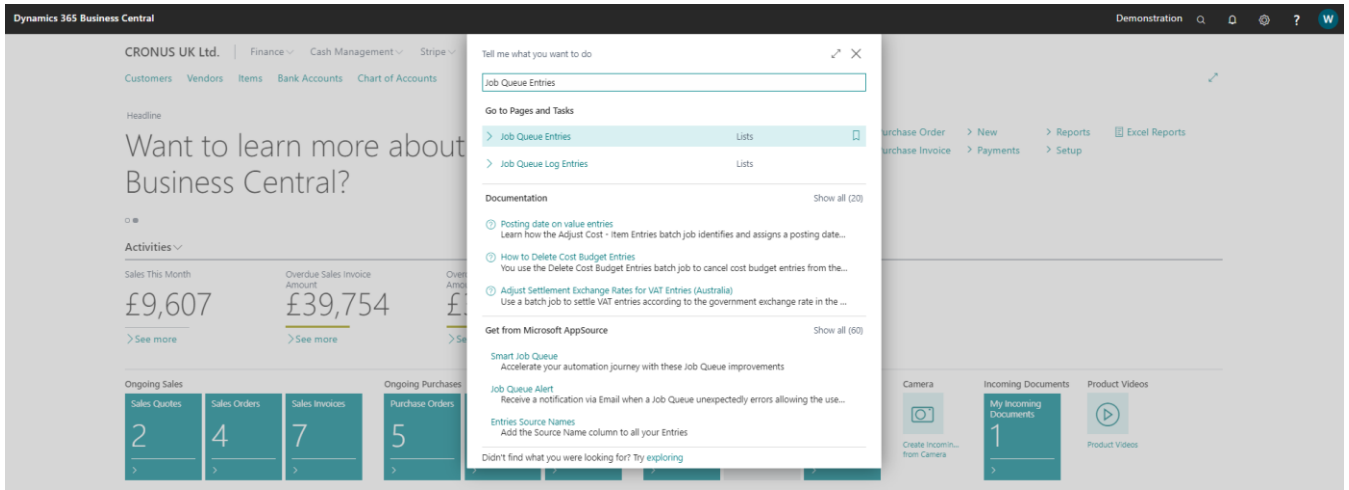 Dynamics 365 Business Central
Demonstration
?
W
CRONUS UK Ltd.
Finance
Cash Management
Stripe
Customers
Vendors
Items
Bank Accounts
Chart of Accounts
Headline
Want to learn more about
Business Central?
Activities
Sales This Month
£9,607
See more
Overdue Sales Invoice
Amount
£39,754
See more
Ongoing Sales
Sales Quotes
2
Sales Orders
4
Sales Invoices
7
Ongoing Purchases
Purchase Orders
5
Tell me what you want to do
Job Queue Entries
Go to Pages and Tasks
Job Queue Entries
Lists
Job Queue Log Entries
Lists
Documentation
Show all (20)
Posting date on value entries
Learn how the Adjust Cost - Item Entries batch job identifies and assigns a posting date...
How to Delete Cost Budget Entries
You use the Delete Cost Budget Entries batch job to cancel cost budget entries from the...
Adjust Settlement Exchange Rates for VAT Entries (Australia)
Use a batch job to settle VAT entries according to the government exchange rate in the ...
Get from Microsoft AppSource
Show all (60)
Smart Job Queue
Accelerate your automation journey with these Job Queue improvements
Job Queue Alert
Receive a notification via Email when a Job Queue unexpectedly errors allowing the use...
Entries Source Names
Add the Source Name column to all your Entries
Didn't find what you were looking for? Try exploring
urchase Order
New
Reports
Excel Reports
urchase Invoice
Payments
Setup
Camera
Create Incomin...
from Camera
Incoming Documents
My Incoming
Documents
1
Product Videos
Product Videos